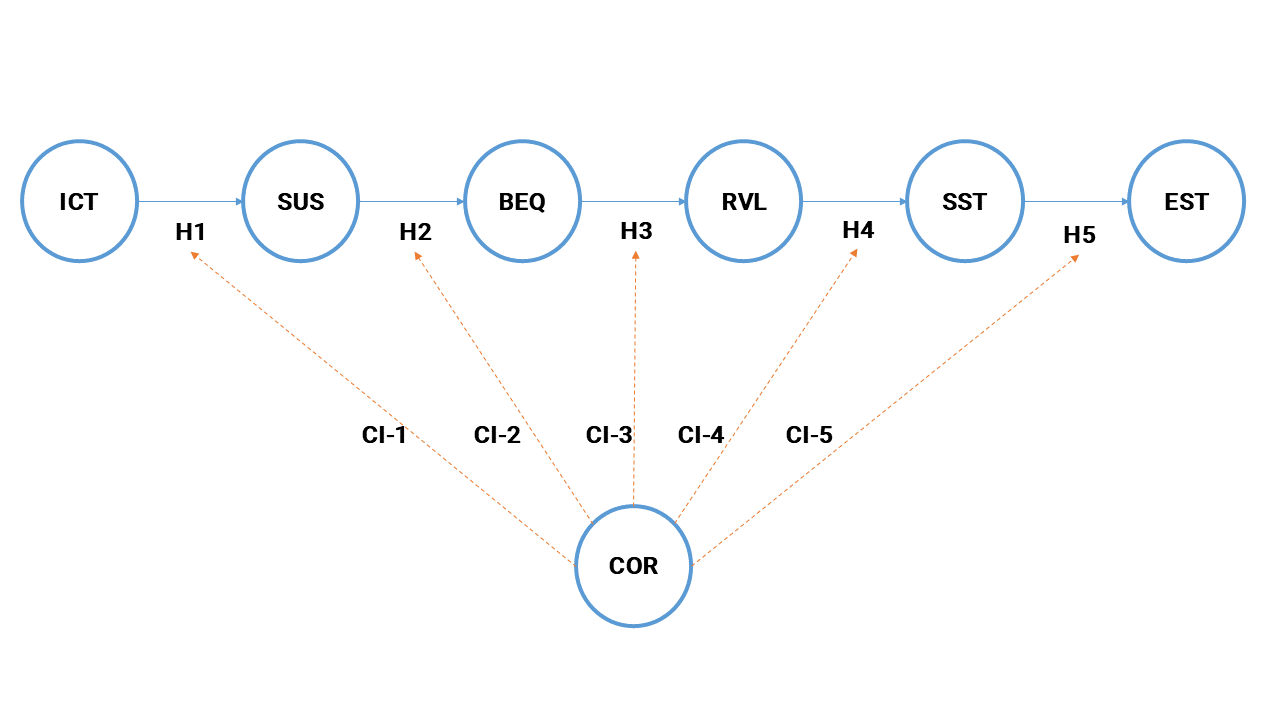 ICT
SUS
BEQ
RVL
SST
EST
H1
H2
H3
H4
H5
CI-1
CI-2
CI-3
CI-4
CI-5
COR